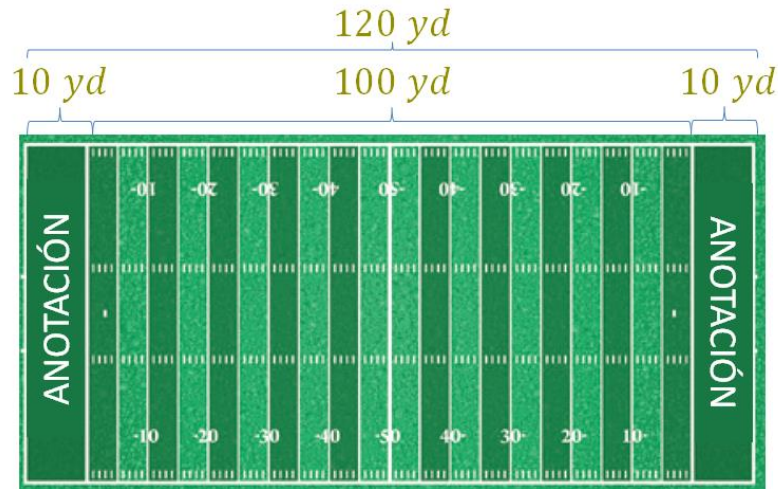 120 yd
10 yd 100 yd 10 yd
-10 -20 -30 -40 -50- 40- 30- 20- 10-
ANOTACIÓN
ANOTACIÓN
-10 -20 -30 -40 -50 40- 30- 20- 10-